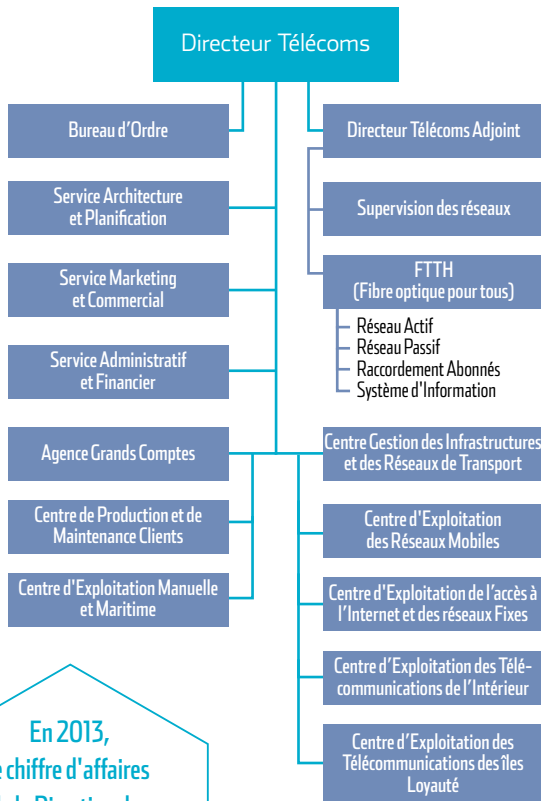 Directeur Télécoms
Bureau d'Ordre
Directeur Télécoms Adjoint
Service Architecture
et Planification
Supervision des réseaux
Service Marketing
et Commercial
FTTH
(Fibre optique pour tous)
Réseau Actif
Réseau Passif
Raccordement Abonnés
Système d'Information
Service Administratif
et Financier
Agence Grands Comptes
Centre Gestion des Infrastructures
et des Réseaux de Transport
Centre de Production et de
Maintenance Clients
Centre d'Exploitation
des Réseaux Mobiles
Centre d'Exploitation Manuelle
et Maritime
Centre d'Exploitation de l'accès à
l'Internet et des réseaux Fixes
Centre d'Exploitation des Télé-
communications de l'Intérieur
Centre d'Exploitation des
Télécommunications des îles
Loyauté
En 2013,
chiffre d'affaires